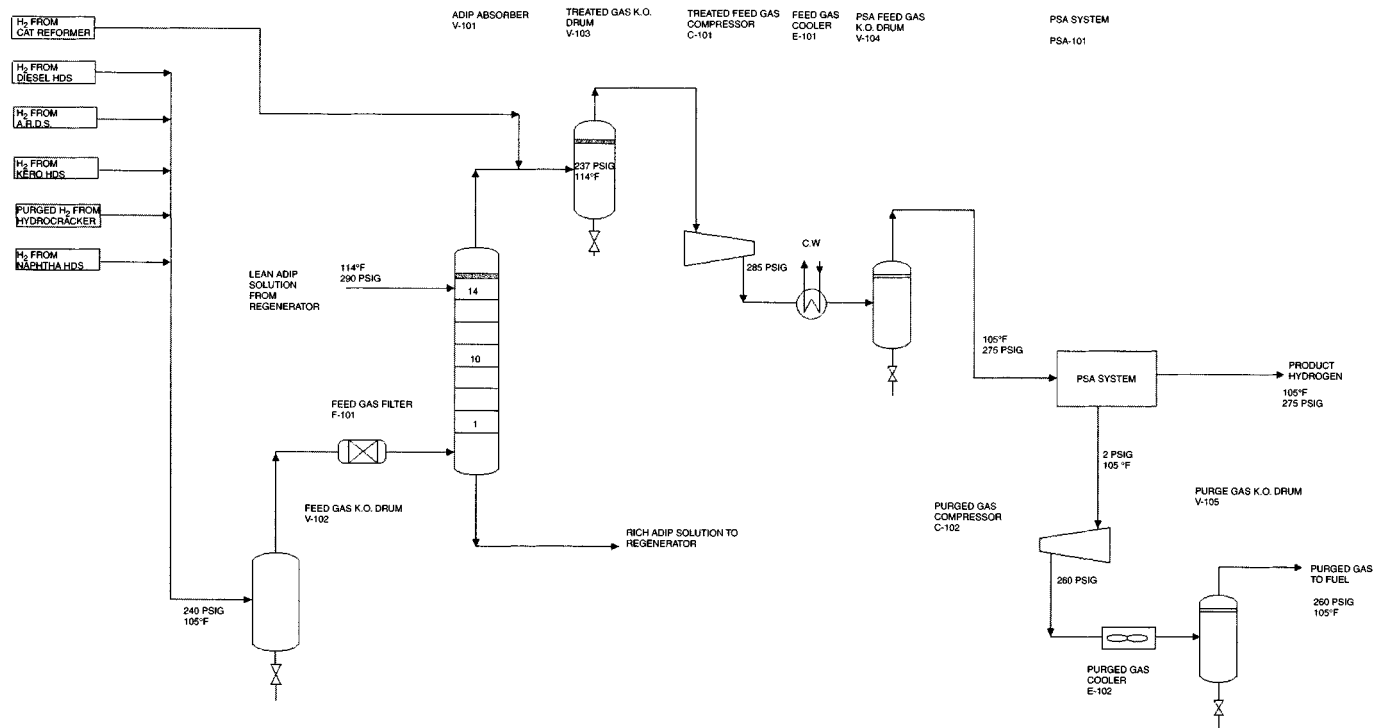 H2 FROM
CAT REFORMER
H2 FROM
DIESEL HDS
H2 FROM
A.R.D.S.
H2 FROM
KERO HDS
PURGED H2 FROM
HYDROCRACKER
H2 FROM
NAPHTHA HDS
ADIP ABSORBER
V-101
TREATED GAS K.O.
DRUM
V-103
TREATED FEED GAS
COMPRESSOR
C-101
FEED GAS
COOLER
E-101
PSA FEED GAS
K.O. DRUM
V-104
PSA SYSTEM
PSA-101
237 PSIG
114°F
LEAN ADIP
SOLUTION
FROM
REGENERATOR
114°F
290 PSIG
14
10
1
285 PSIG
C.W
105°F
275 PSIG
PSA SYSTEM
PRODUCT
HYDROGEN
105°F
275 PSIG
FEED GAS FILTER
F-101
FEED GAS K.O. DRUM
V-102
240 PSIG
105°F
RICH ADIP SOLUTION TO
REGENERATOR
2 PSIG
105 °F
PURGED GAS
COMPRESSOR
C-102
260 PSIG
PURGE GAS K.O. DRUM
V-105
PURGED GAS
TO FUEL
260 PSIG
105°F
PURGED GAS
COOLER
E-102